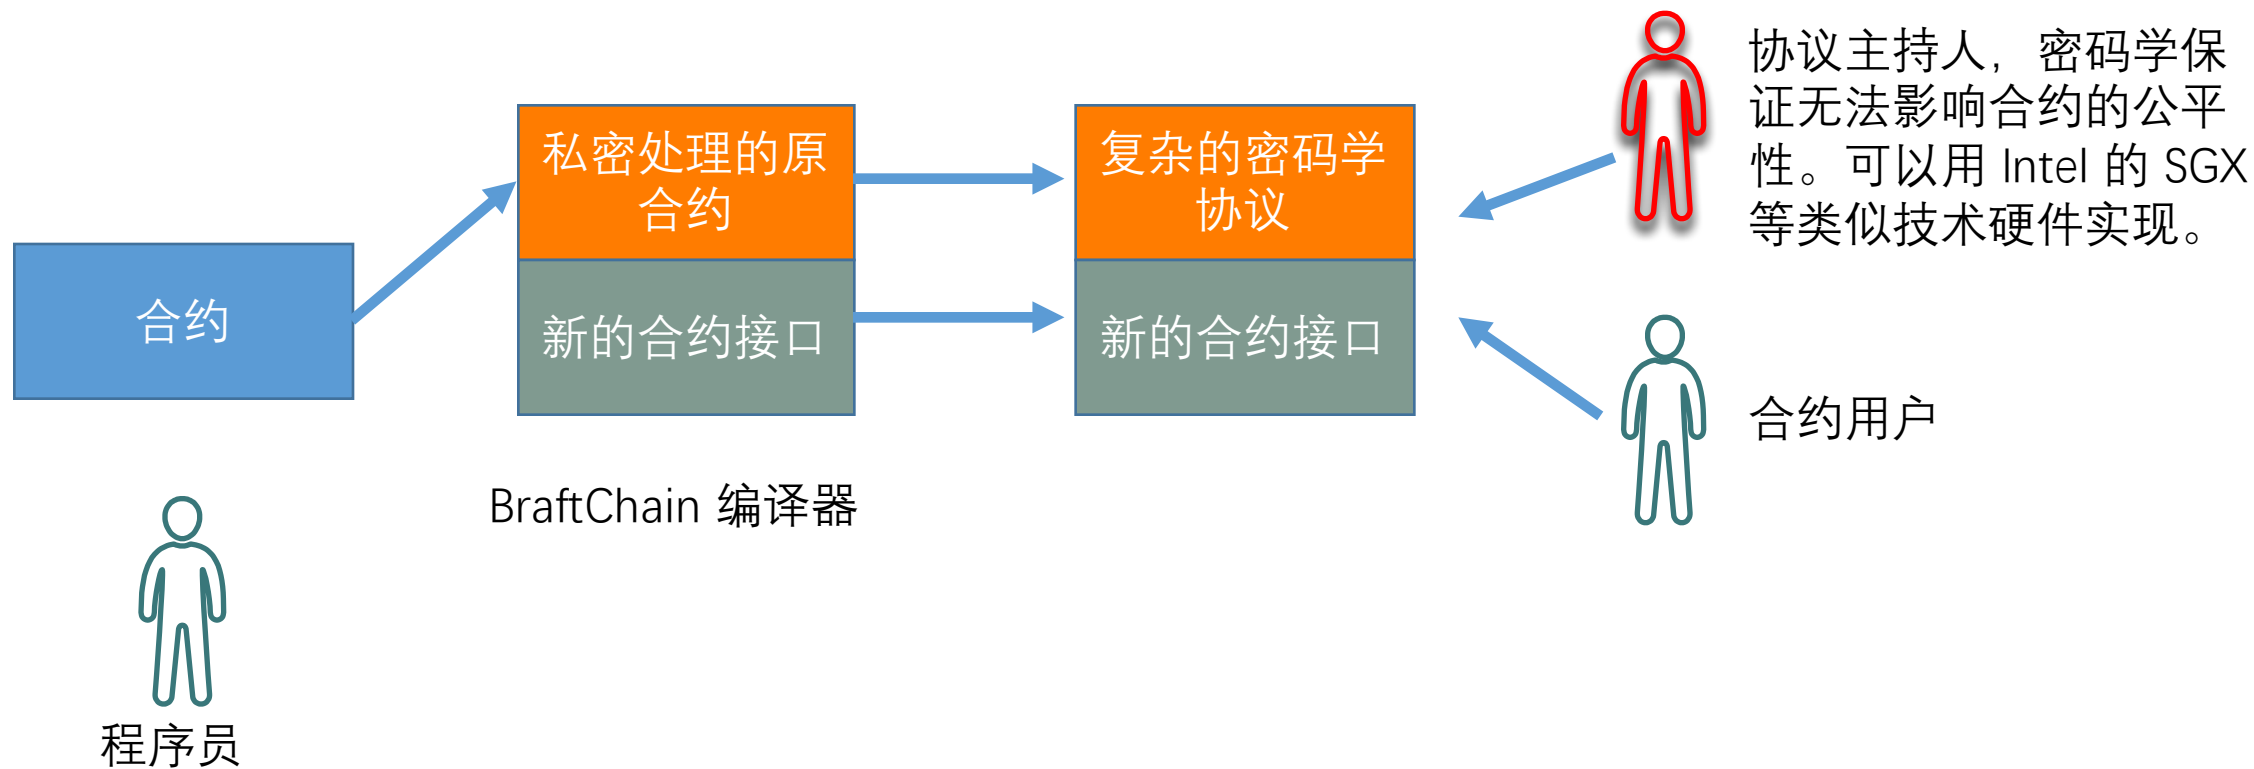 合约
私密处理的原
合约
新的合约接口
BraftChain 编译器
程序员
复杂的密码学
协议
新的合约接口
协议主持人，密码学保
证无法影响合约的公平
性。可以用 Intel 的 SGX
等类似技术硬件实现。
合约用户